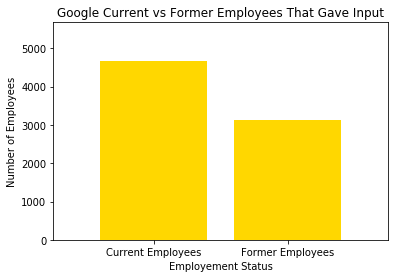 Google Current vs Former Employees That Gave Input
Number of Employees
5000
4000
3000
2000
1000
0
Current Employees
Former Employees
Employement Status